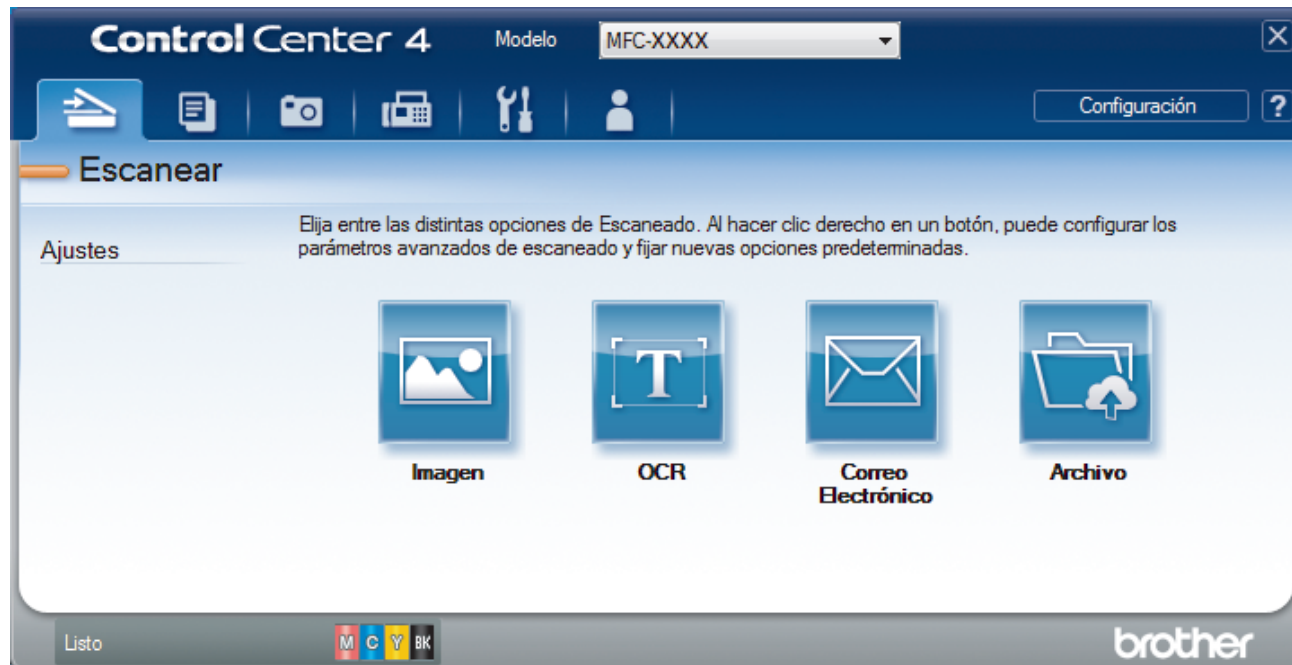 Control Center 4 Modelo MFC-XXXX
Configuración ?
Escanear
Ajustes
Elija entre las distintas opciones de Escaneado. Al hacer clic derecho en un botón, puede configurar los
parámetros avanzados de escaneado y fijar nuevas opciones predeterminadas.
T
Imagen OCR Correo Archivo
Electrónico
Listo M C Y BK brother